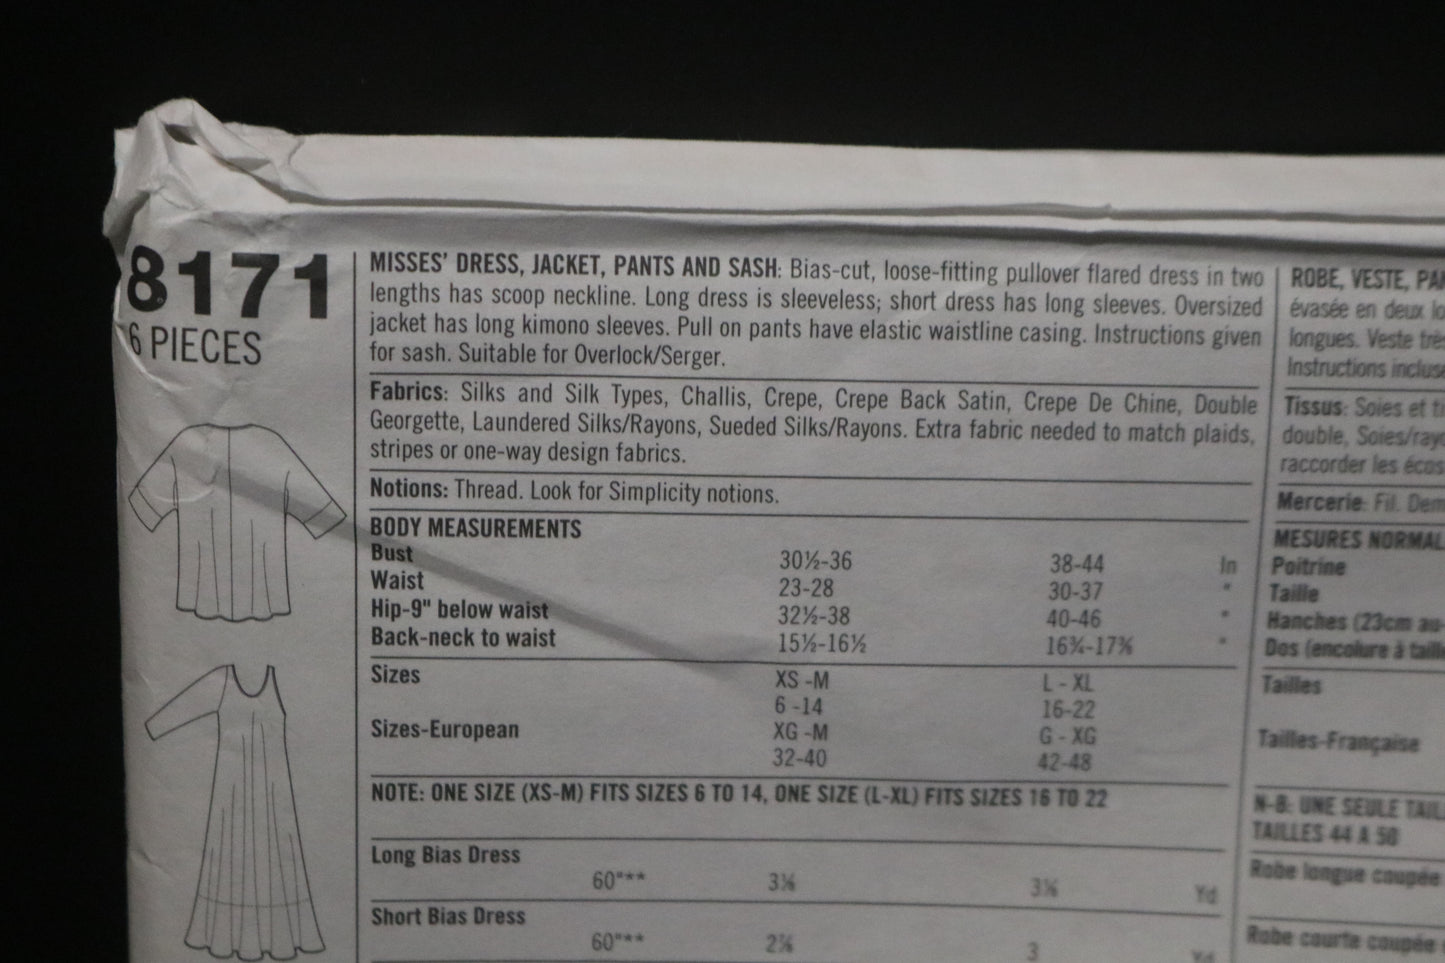 8171
6 PIECES
MISSES' DRESS, JACKET, PANTS AND SASH: Bias-cut, loose-fitting pullover flared dress in two
lengths has scoop neckline. Long dress is sleeveless; short dress has long sleeves. Oversized
jacket has long kimono sleeves. Pull on pants have elastic waistline casing. Instructions given
for sash. Suitable for Overlock/Serger.
Fabrics: Silks and Silk Types, Challis, Crepe, Crepe Back Satin, Crepe De Chine, Double
Georgette, Laundered Silks/Rayons, Sueded Silks/Rayons. Extra fabric needed to match plaids,
stripes or one-way design fabrics.
Notions: Thread. Look for Simplicity notions.
BODY MEASUREMENTS
Bust 30½-36 38-44 In
Waist 23-28 30-37 "
Hip-9" below waist 32½-38 40-46 "
Back-neck to waist 15½-16½ "
Sizes XS -M L - XL
6 -14 16-22
Sizes-European XG -M G - XG
32-40 42-48
NOTE: ONE SIZE (XS-M) FITS SIZES 6 TO 14, ONE SIZE (L-XL) FITS SIZES 16 TO 22
Long Bias Dress
60"** Yd
Short Bias Dress
60"** 3 Yd
ROBE, VESTE,
évasée en deux
longues. Veste
Instructions
Tissus: Soies et
double,
raccorder les
Mercerie: Fil.
MESURES
Poitrine
Taille
Hanches (23cm
Dos (encolure à
Tailles
Tailles-Française
N-B: UNE SEULE
TAILLES 44 A 50
Robe longue coupée
Robe courte coupée